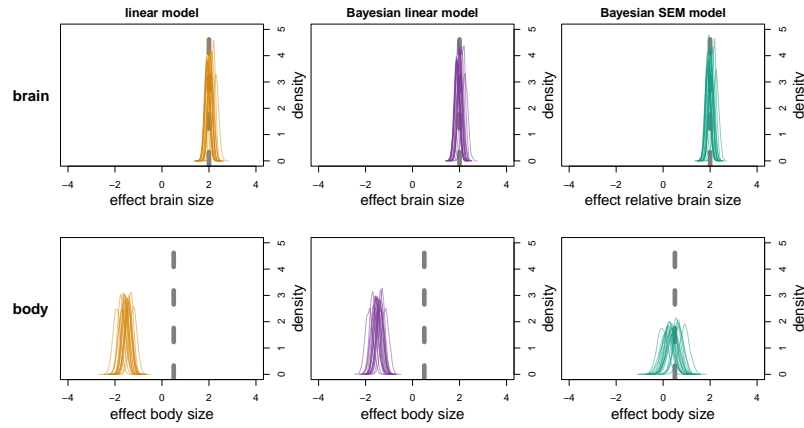 linear model
Bayesian linear model
Bayesian SEM model
brain
−4 −2 0 2 4
0 1 2 3 4 5
density
effect brain size
−4 −2 0 2 4
0 1 2 3 4 5
density
effect brain size
−4 −2 0 2 4
0 1 2 3 4 5
density
effect relative brain size
body
−4 −2 0 2 4
0 1 2 3 4 5
density
effect body size
−4 −2 0 2 4
0 1 2 3 4 5
density
effect body size
−4 −2 0 2 4
0 1 2 3 4 5
density
effect body size